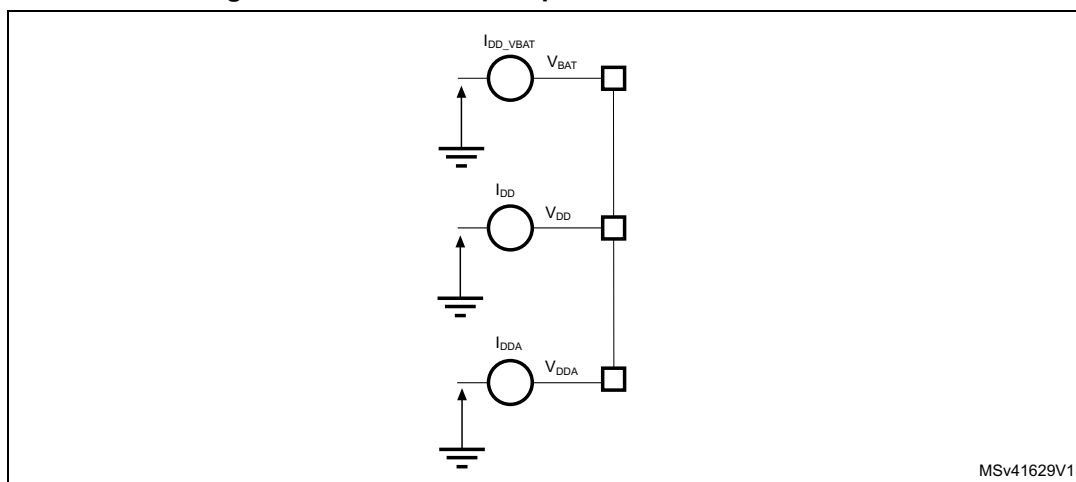 I_DD_VBAT
V_BAT
I_DD
V_DD
I_DDA
V_DDA
MSv41629V1